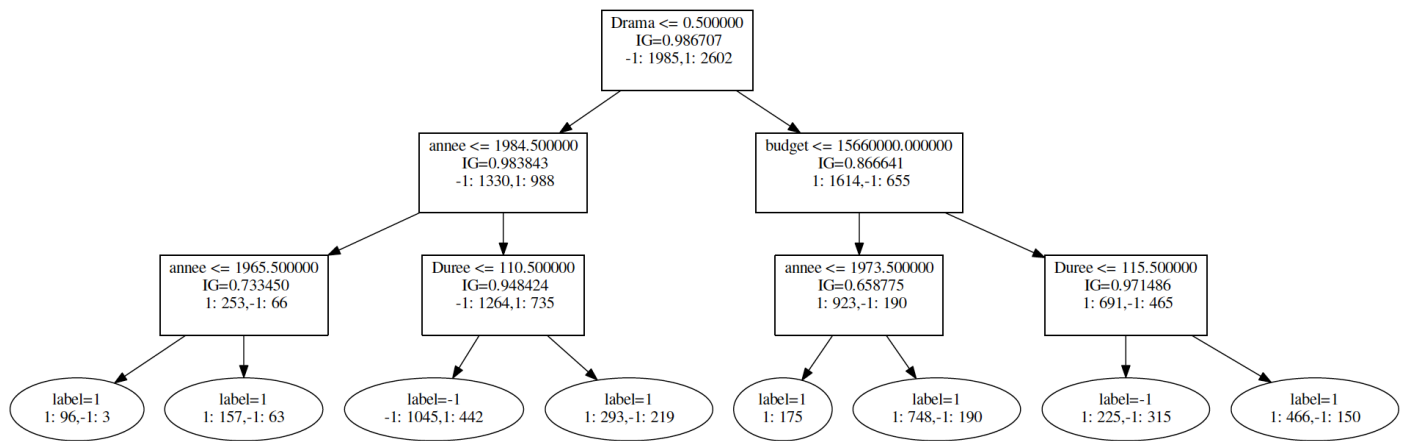 Drama <= 0.500000
IG=0.986707
-1: 1985,1: 2602
annee <= 1984.500000
IG=0.983843
-1: 1330,1: 988
budget <= 15660000.000000
IG=0.866641
1: 1614,-1: 655
annee <= 1965.500000
IG=0.733450
1: 253,-1: 66
Duree <= 110.500000
IG=0.948424
-1: 1264,1: 735
annee <= 1973.500000
IG=0.658775
1: 923,-1: 190
Duree <= 115.500000
IG=0.971486
1: 691,-1: 465
label=1
1: 96,-1: 3
label=1
1: 157,-1: 63
label=-1
-1: 1045,1: 442
label=1
1: 293,-1: 219
label=1
1: 175
label=1
1: 748,-1: 190
label=-1
1: 225,-1: 315
label=1
1: 466,-1: 150